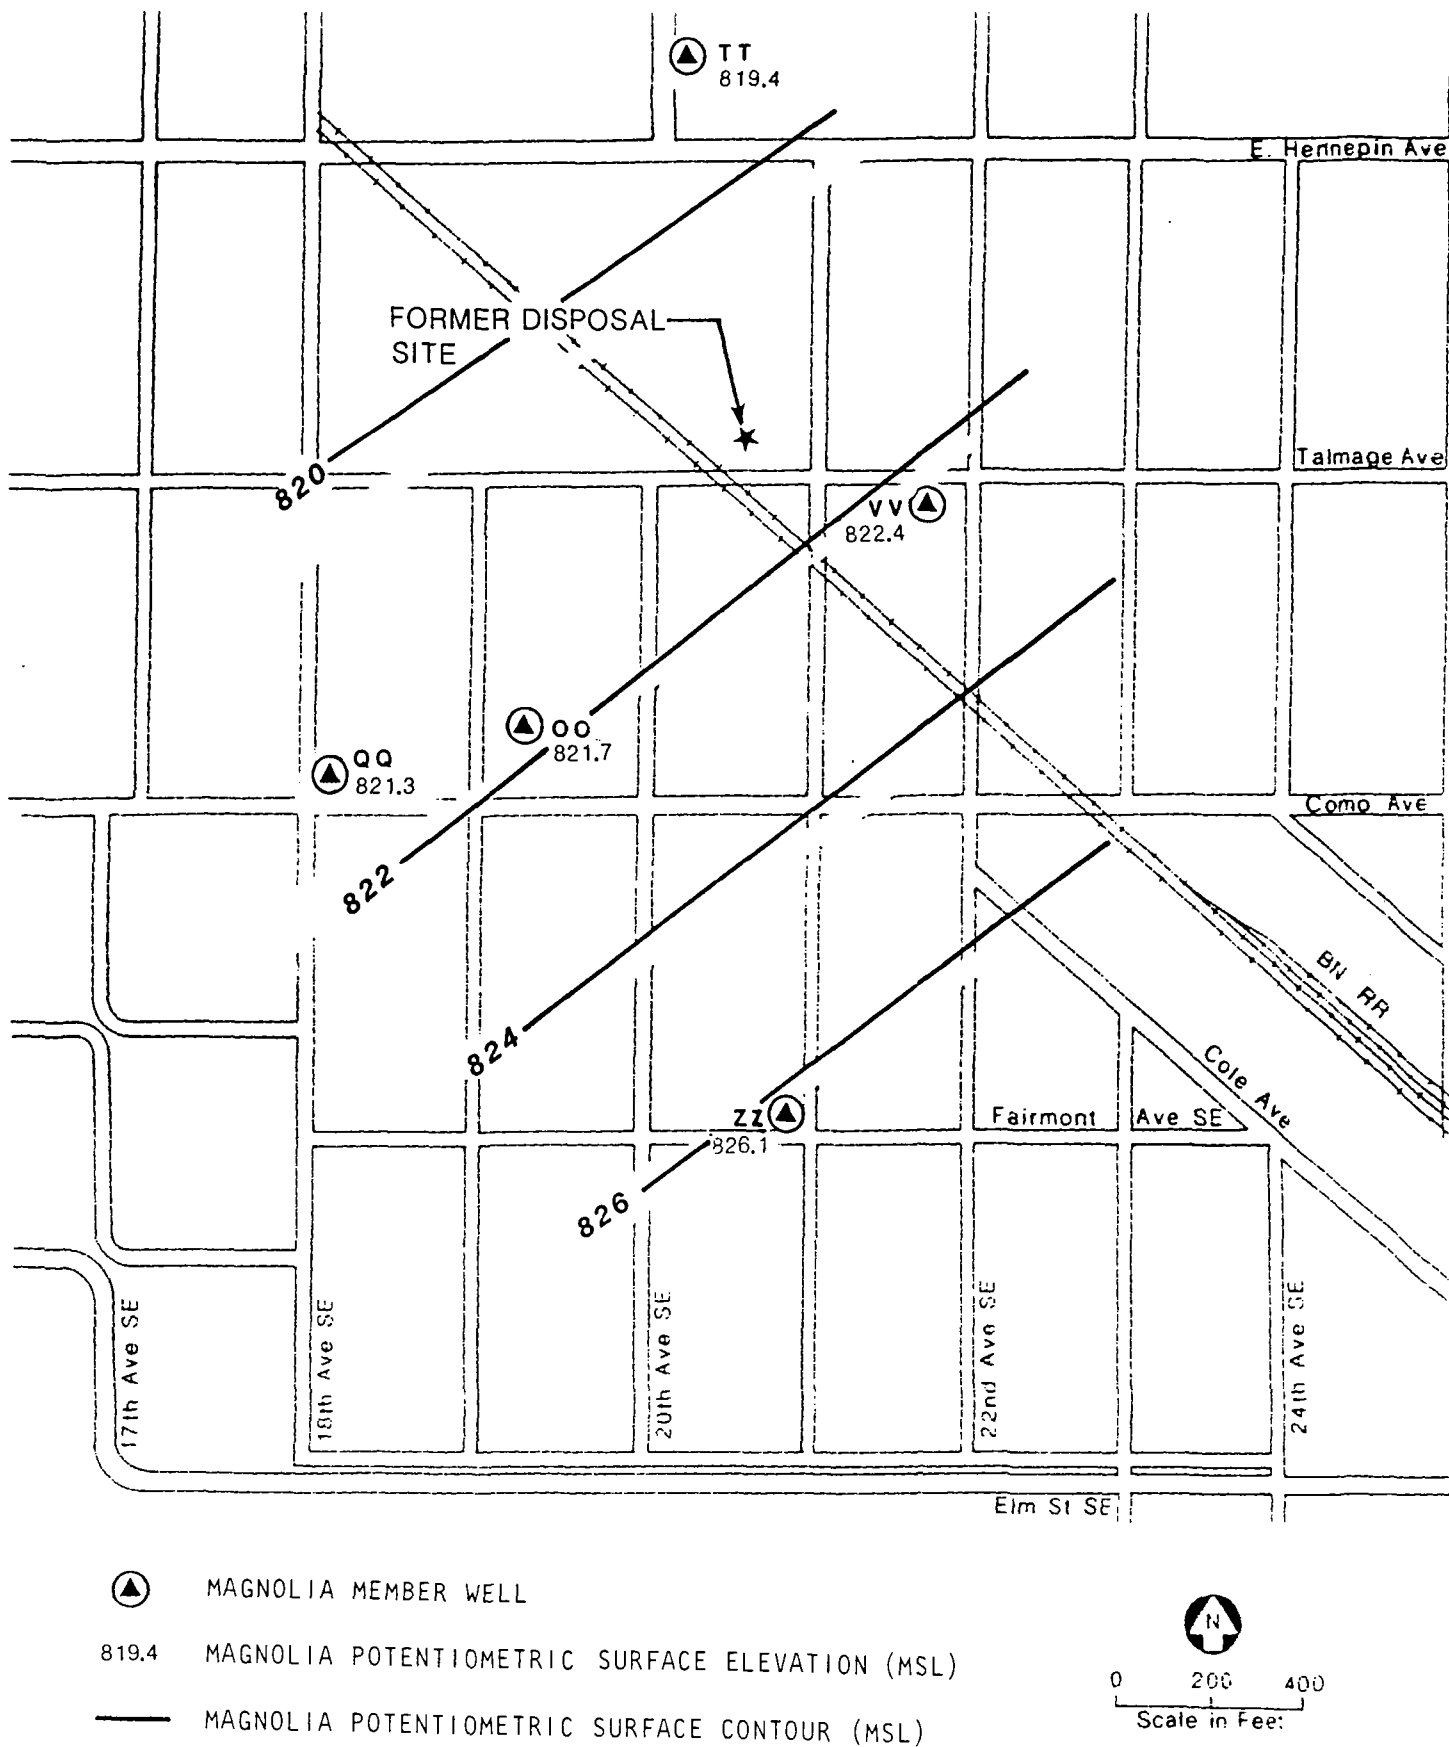 TT
819.4
E. Hennepin Ave
FORMER DISPOSAL
SITE
820
Talmage Ave
VV
822.4
OO
821.7
QQ
821.3
Como Ave
822
BN RR
824
Cole Ave
ZZ
826.1
Fairmont Ave SE
826
17th Ave SE
18th Ave SE
20th Ave SE
22nd Ave SE
24th Ave SE
Elm St SE
MAGNOLIA MEMBER WELL
N
819.4 MAGNOLIA POTENTIOMETRIC SURFACE ELEVATION (MSL)
0 200 400
Scale in Feet
MAGNOLIA POTENTIOMETRIC SURFACE CONTOUR (MSL)